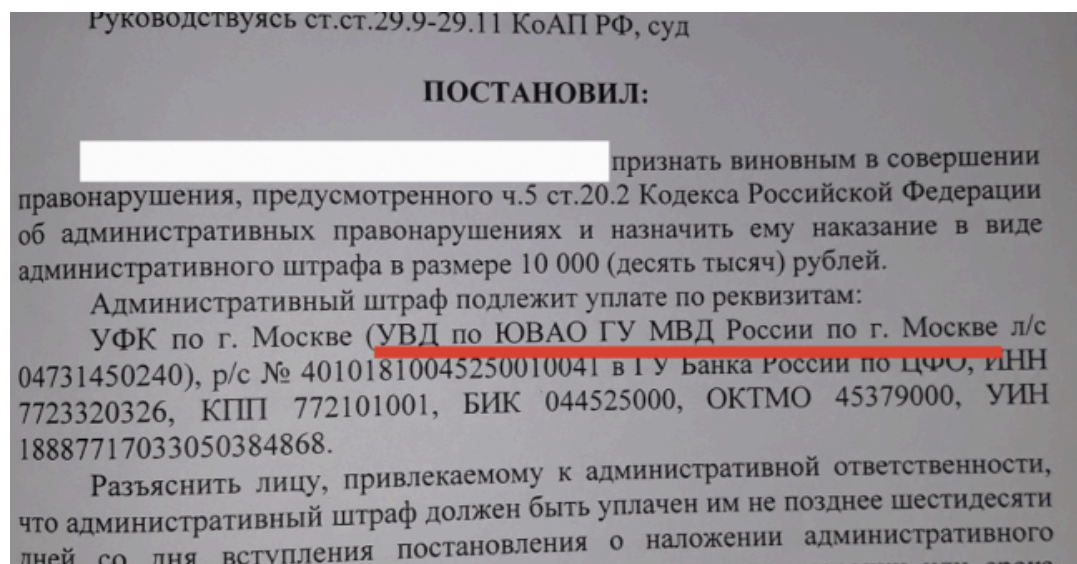 Руководствуясь ст.ст.29.9-29.11 КоАП РФ, суд
ПОСТАНОВИЛ:
признать виновным в совершении
правонарушения, предусмотренного ч.5 ст.20.2 Кодекса Российской Федерации
об административных правонарушениях и назначить ему наказание в виде
административного штрафа в размере 10 000 (десять тысяч) рублей.
Административный штраф подлежит уплате по реквизитам:
УФК по г. Москве (УВД по ЮВАО ГУ МВД России по г. Москве л/с
04731450240), р/с № 40101810045250010041 в ГУ Банка России по ЦФО, ИНН
7723320326, КПП 772101001, БИК 044525000, ОКТМО 45379000, УИН
18887717033050384868.
Разъяснить лицу, привлекаемому к административной ответственности,
что административный штраф должен быть уплачен им не позднее шестидесяти
дней со дня вступления постановления о наложении административного